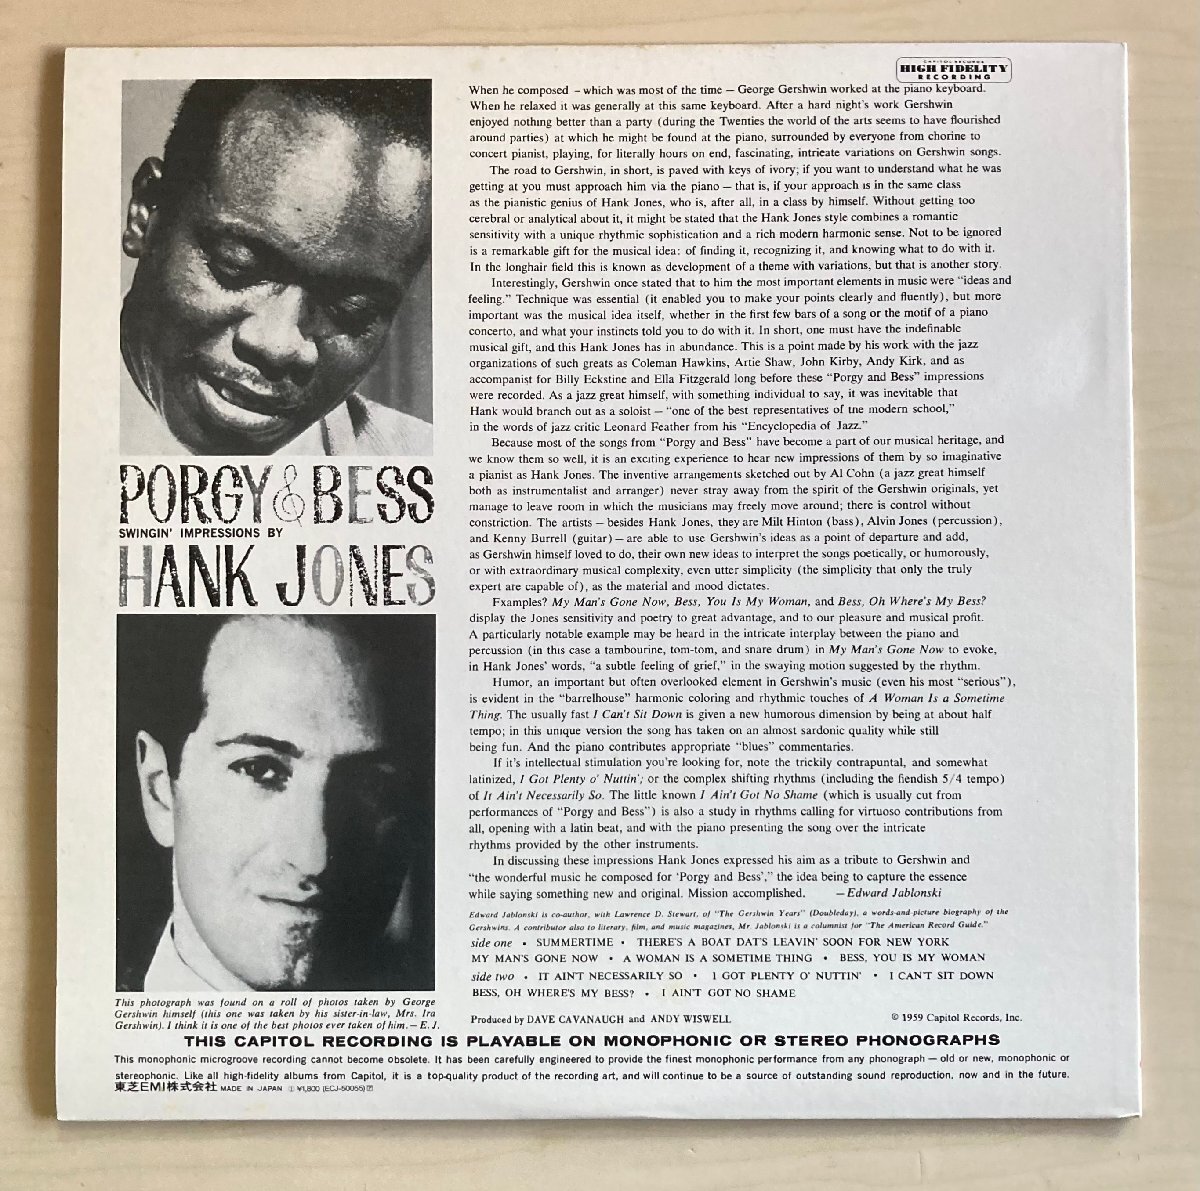 CAPITOL RECORDS
HIGH FIDELITY
RECORDING
When he composed – which was most of the time – George Gershwin worked at the piano keyboard.
When he relaxed it was generally at this same keyboard. After a hard night's work Gershwin
enjoyed nothing better than a party (during the Twenties the world of the arts seems to have flourished
around parties) at which he might be found at the piano, surrounded by everyone from chorine to
concert pianist, playing, for literally hours on end, fascinating, intricate variations on Gershwin songs.
The road to Gershwin, in short, is paved with keys of ivory; if you want to understand what he was
getting at you must approach him via the piano – that is, if your approach is in the same class
as the pianistic genius of Hank Jones, who is, after all, in a class by himself. Without getting too
cerebral or analytical about it, it might be stated that the Hank Jones style combines a romantic
sensitivity with a unique rhythmic sophistication and a rich modern harmonic sense. Not to be ignored
is a remarkable gift for the musical idea: of finding it, recognizing it, and knowing what to do with it.
In the longhair field this is known as development of a theme with variations, but that is another story.
Interestingly, Gershwin once stated that to him the most important elements in music were "ideas and
feeling." Technique was essential (it enabled you to make your points clearly and fluently), but more
important was the musical idea itself, whether in the first few bars of a song or the motif of a piano
concerto, and what your instincts told you to do with it. In short, one must have the indefinable
musical gift, and this Hank Jones has in abundance. This is a point made by his work with the jazz
organizations of such greats as Coleman Hawkins, Artie Shaw, John Kirby, Andy Kirk, and as
accompanist for Billy Eckstine and Ella Fitzgerald long before these "Porgy and Bess" impressions
were recorded. As a jazz great himself, with something individual to say, it was inevitable that
Hank would branch out as a soloist – "one of the best representatives of the modern school,"
in the words of jazz critic Leonard Feather from his "Encyclopedia of Jazz."
Because most of the songs from "Porgy and Bess" have become a part of our musical heritage, and
we know them so well, it is an exciting experience to hear new impressions of them by so imaginative
a pianist as Hank Jones. The inventive arrangements sketched out by Al Cohn (a jazz great himself
both as instrumentalist and arranger) never stray away from the spirit of the Gershwin originals, yet
manage to leave room in which the musicians may freely move around; there is control without
constriction. The artists – besides Hank Jones, they are Milt Hinton (bass), Alvin Jones (percussion),
and Kenny Burrell (guitar) – are able to use Gershwin's ideas as a point of departure and add,
as Gershwin himself loved to do, their own new ideas to interpret the songs poetically, or humorously,
or with extraordinary musical complexity, even utter simplicity (the simplicity that only the truly
expert are capable of), as the material and mood dictates.
Fxamples? My Man's Gone Now, Bess, You Is My Woman, and Bess, Oh Where's My Bess?
display the Jones sensitivity and poetry to great advantage, and to our pleasure and musical profit.
A particularly notable example may be heard in the intricate interplay between the piano and
percussion (in this case a tambourine, tom-tom, and snare drum) in My Man's Gone Now to evoke,
in Hank Jones' words, "a subtle feeling of grief," in the swaying motion suggested by the rhythm.
Humor, an important but often overlooked element in Gershwin's music (even his most "serious"),
is evident in the "barrelhouse" harmonic coloring and rhythmic touches of A Woman Is a Sometime
Thing. The usually fast I Can't Sit Down is given a new humorous dimension by being at about half
tempo; in this unique version the song has taken on an almost sardonic quality while still
being fun. And the piano contributes appropriate "blues" commentaries.
If it's intellectual stimulation you're looking for, note the trickily contrapuntal, and somewhat
latinized, I Got Plenty o' Nuttin'; or the complex shifting rhythms (including the fiendish 5/4 tempo)
of It Ain't Necessarily So. The little known I Ain't Got No Shame (which is usually cut from
performances of "Porgy and Bess") is also a study in rhythms calling for virtuoso contributions from
all, opening with a latin beat, and with the piano presenting the song over the intricate
rhythms provided by the other instruments.
In discussing these impressions Hank Jones expressed his aim as a tribute to Gershwin and
"the wonderful music he composed for 'Porgy and Bess'," the idea being to capture the essence
while saying something new and original. Mission accomplished. – Edward Jablonski
Edward Jablonski is co-author, with Lawrence D. Stewart, of "The Gershwin Years" (Doubleday), a words-and-picture biography of the
Gershwins. A contributor also to literary, film, and music magazines, Mr. Jablonski is a columnist for "The American Record Guide."
side one • SUMMERTIME • THERE'S A BOAT DAT'S LEAVIN' SOON FOR NEW YORK
MY MAN'S GONE NOW • A WOMAN IS A SOMETIME THING • BESS, YOU IS MY WOMAN
side two • IT AIN'T NECESSARILY SO • I GOT PLENTY O' NUTTIN' • I CAN'T SIT DOWN
BESS, OH WHERE'S MY BESS? • I AIN'T GOT NO SHAME
Produced by DAVE CAVANAUGH and ANDY WISWELL
© 1959 Capitol Records, Inc.
PORGY & BESS
SWINGIN' IMPRESSIONS BY
HANK JONES
This photograph was found on a roll of photos taken by George
Gershwin himself (this one was taken by his sister-in-law, Mrs. Ira
Gershwin). I think it is one of the best photos ever taken of him. – E. J.
THIS CAPITOL RECORDING IS PLAYABLE ON MONOPHONIC OR STEREO PHONOGRAPHS
This monophonic microgroove recording cannot become obsolete. It has been carefully engineered to provide the finest monophonic performance from any phonograph – old or new, monophonic or
stereophonic. Like all high-fidelity albums from Capitol, it is a top-quality product of the recording art, and will continue to be a source of outstanding sound reproduction, now and in the future.
東芝EMI株式会社 MADE IN JAPAN ① ¥1,800 (ECJ-50055)